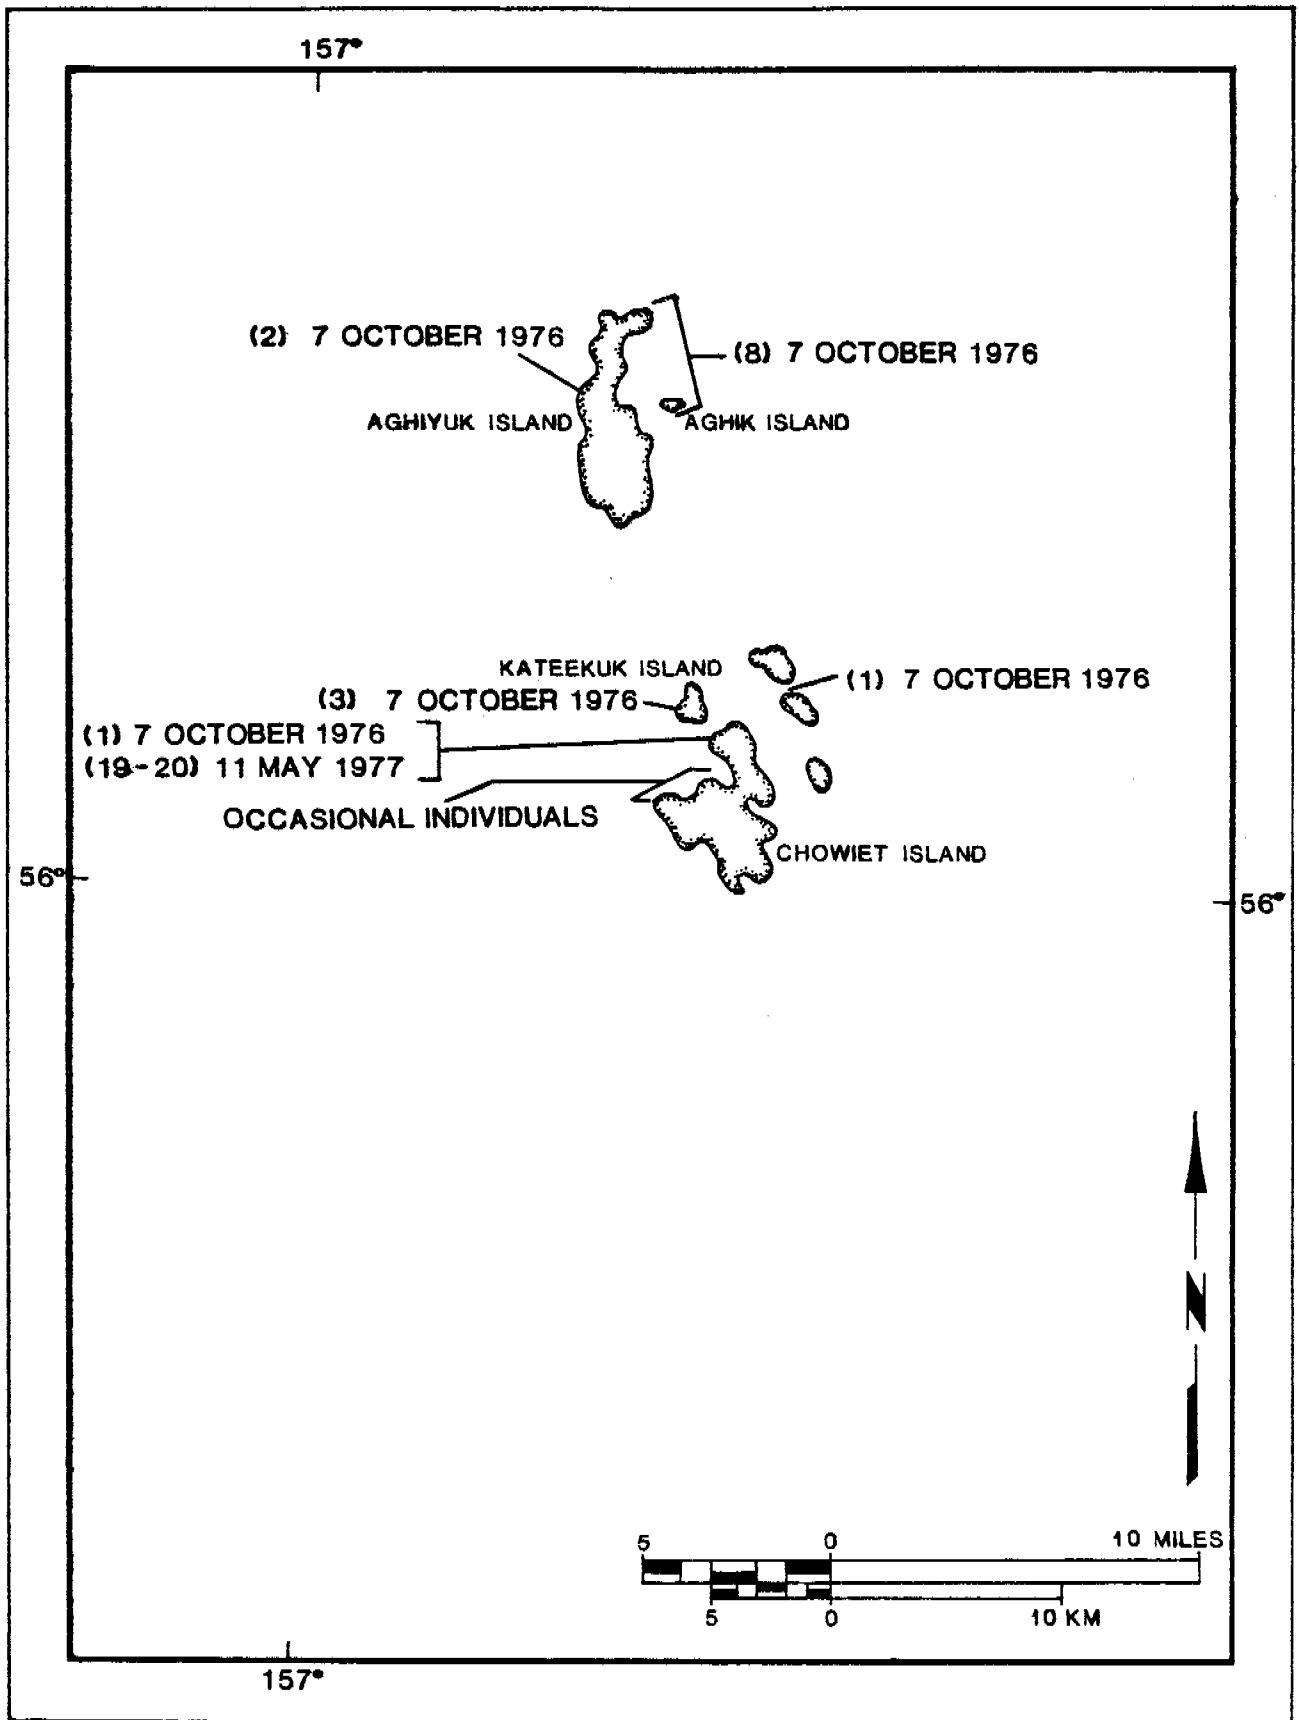 157°
(2) 7 OCTOBER 1976
(8) 7 OCTOBER 1976
AGHIYUK ISLAND
AGHIK ISLAND
KATEEKUK ISLAND
(1) 7 OCTOBER 1976
(3) 7 OCTOBER 1976
(1) 7 OCTOBER 1976
(19-20) 11 MAY 1977
OCCASIONAL INDIVIDUALS
CHOWIET ISLAND
56°
56°
N
5 0 10 MILES
5 0 10 KM
157°